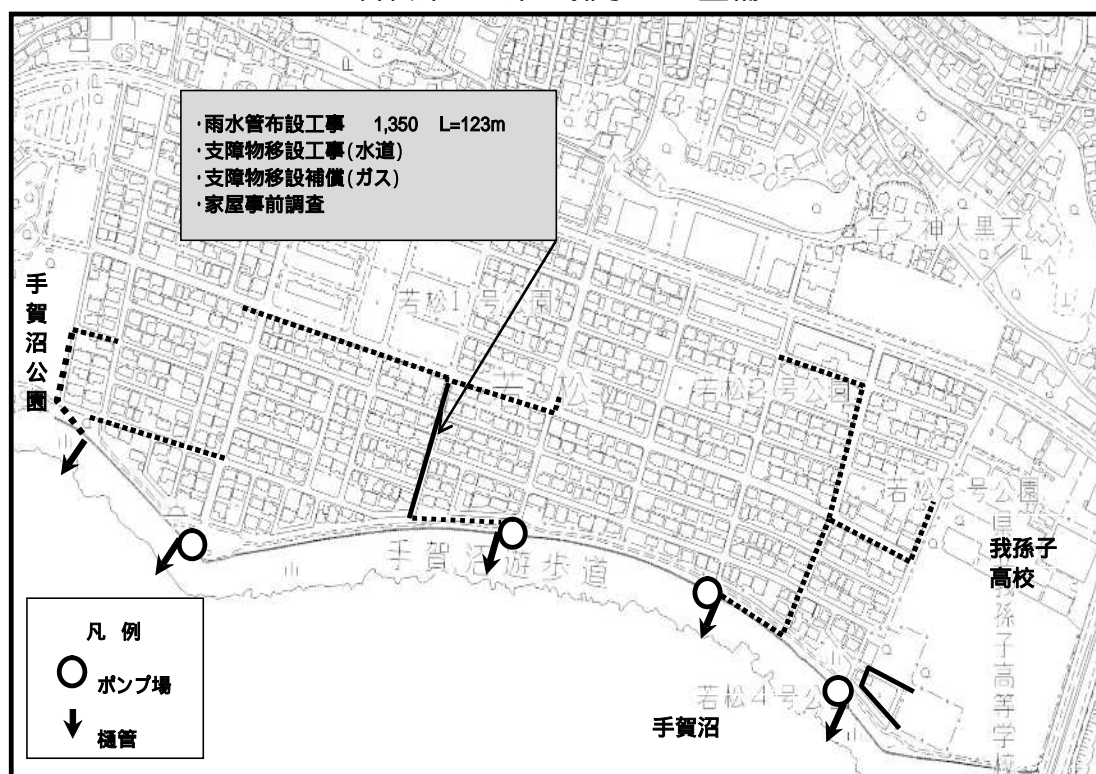 ・雨水管布設工事　1,350　L=123m
・支障物移設工事(水道)
・支障物移設補償(ガス)
・家屋事前調査
子之神大黒天
手賀沼公園
若松1号公園
若松
若松2号公園
若松3号公園
我孫子
高校
県
我孫子高等学校
手賀沼遊歩道
若松4号公
手賀沼
凡 例
ポンプ場
樋管